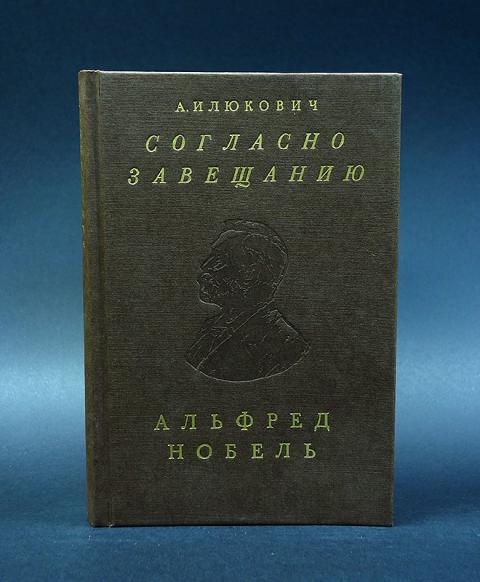 А. ИЛЮКОВИЧ
СОГЛАСНО
ЗАВЕЩАНИЮ
АЛЬФРЕД
НОБЕЛЬ